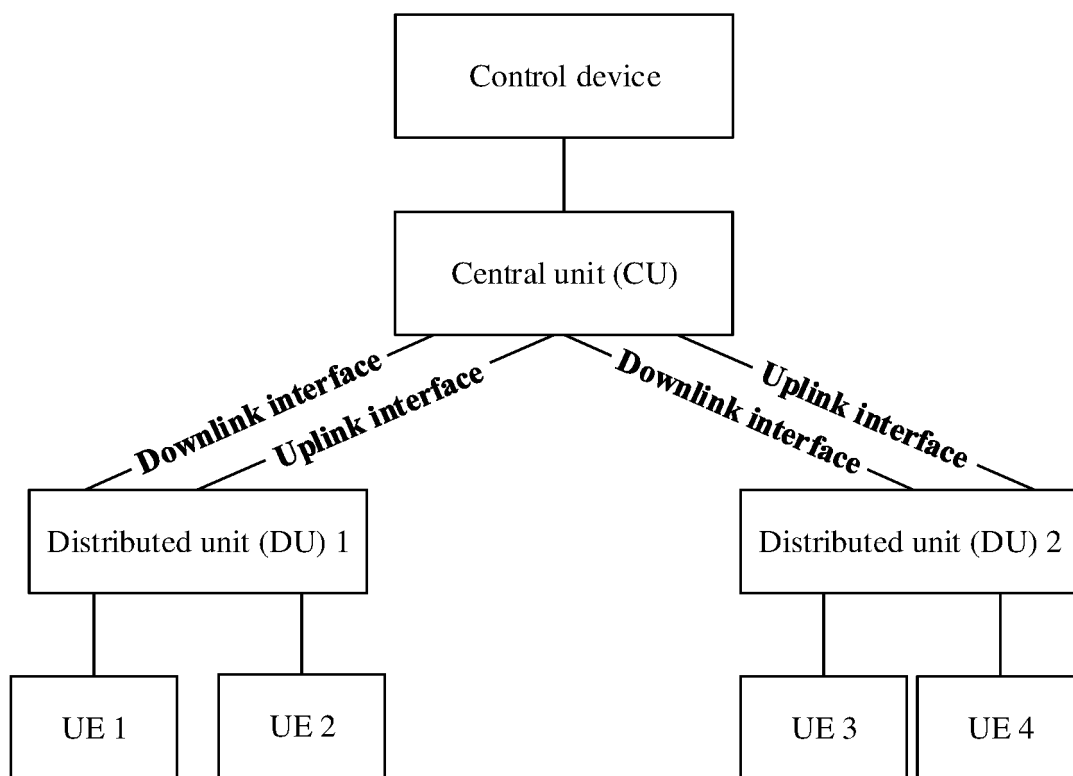 Control device
Central unit (CU)
Downlink interface
Uplink interface
Downlink interface
Uplink interface
Distributed unit (DU) 1
Distributed unit (DU) 2
UE 1
UE 2
UE 3
UE 4